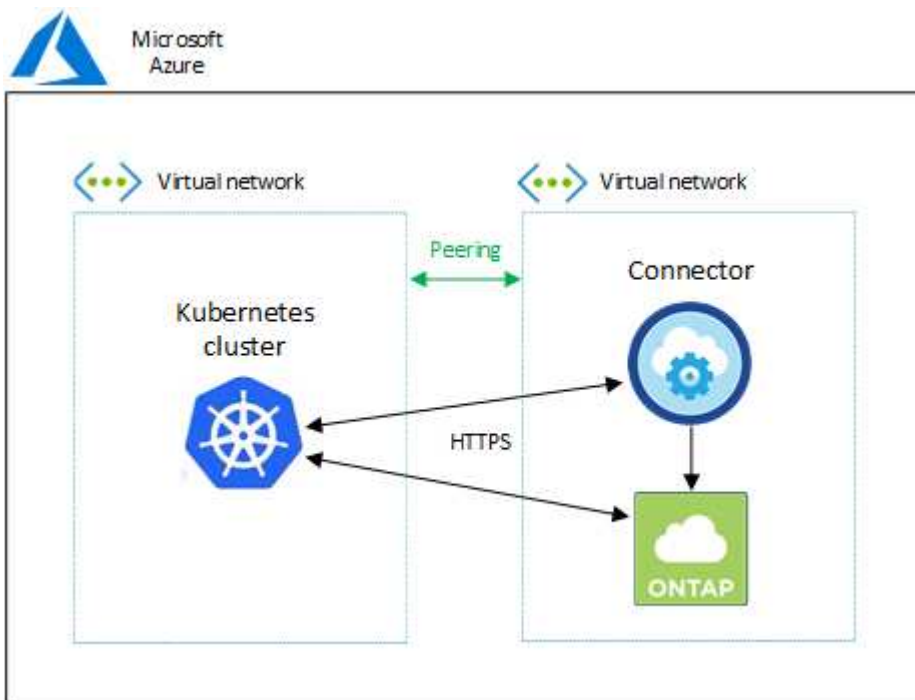 Microsoft
Azure
Virtual network
Virtual network
Peering
Connector
Kubernetes
cluster
HTTPS
ONTAP